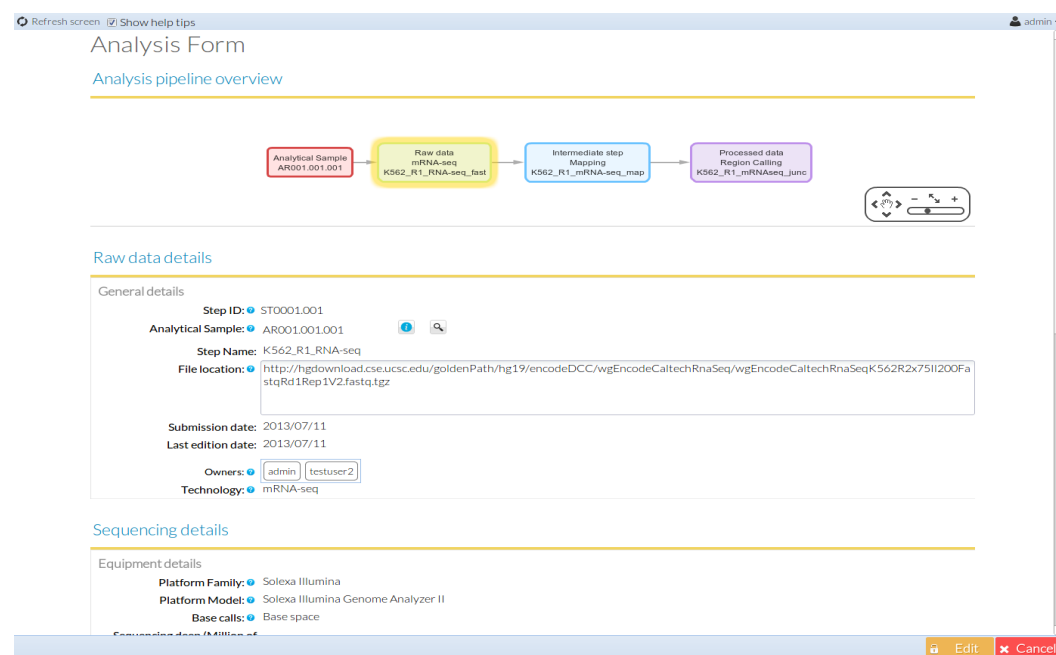 Refresh screen Show help tips admin
Analysis Form
Analysis pipeline overview
Analytical Sample
AR001.001.001
Raw data
mRNA-seq
K562_R1_RNA-seq_fast
Intermediate step
Mapping
K562_R1_mRNA-seq_map
Processed data
Region Calling
K562_R1_mRNAseq_junc
Raw data details
General details
Step ID: ST0001.001
Analytical Sample: AR001.001.001
Step Name: K562_R1_RNA-seq
File location: http://hgdownload.cse.ucsc.edu/goldenPath/hg19/encodeDCC/wgEncodeCaltechRnaSeq/wgEncodeCaltechRnaSeqK562R2x75Il200Fa
stqRd1Rep1V2.fastq.tgz
Submission date: 2013/07/11
Last edition date: 2013/07/11
Owners: admin testuser2
Technology: mRNA-seq
Sequencing details
Equipment details
Platform Family: Solexa Illumina
Platform Model: Solexa Illumina Genome Analyzer II
Base calls: Base space
Sequencing deep (Million of
Edit Cancel